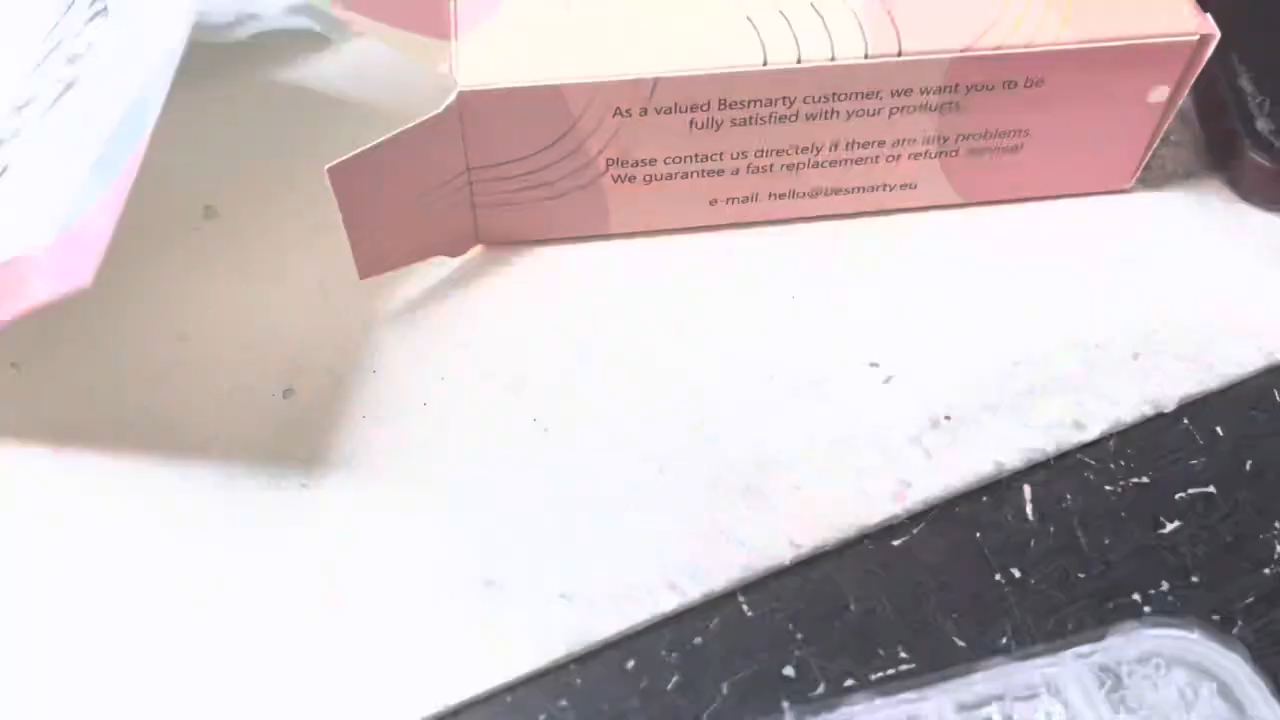 As a valued Besmarty customer, we want you to be
fully satisfied with your products
Please contact us directely if there are any problems.
We guarantee a fast replacement or refund
e-mail. hello@besmarty.eu